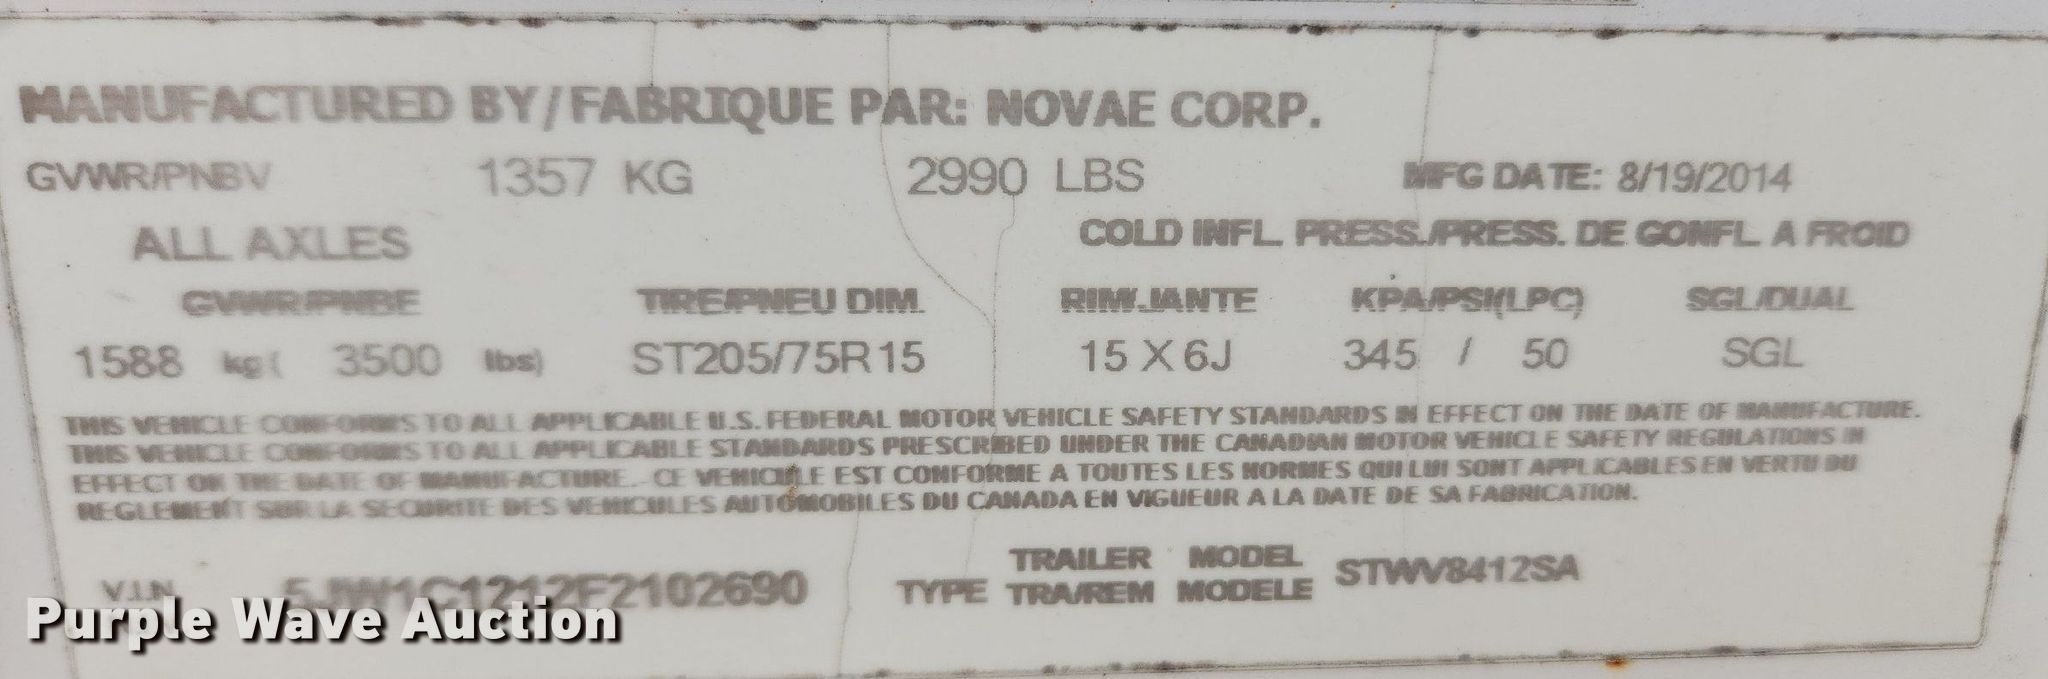 MANUFACTURED BY/FABRIQUE PAR: NOVAE CORP.
GVWR/PNBV 1357 KG 2990 LBS MFG DATE: 8/19/2014
ALL AXLES COLD INFL. PRESS./PRESS. DE GONFL. A FROID
GVWR/PNBE TIRE/PNEU DIM. RIM/JANTE KPA/PSI(LPC) SGL/DUAL
1588 kg( 3500 lbs) ST205/75R15 15 X 6J 345 / 50 SGL
THIS VEHICLE CONFORMS TO ALL APPLICABLE U.S. FEDERAL MOTOR VEHICLE SAFETY STANDARDS IN EFFECT ON THE DATE OF MANUFACTURE.
THIS VEHICLE CONFORMS TO ALL APPLICABLE STANDARDS PRESCRIBED UNDER THE CANADIAN MOTOR VEHICLE SAFETY REGULATIONS IN
EFFECT ON THE DATE OF MANUFACTURE. - CE VEHICULE EST CONFORME A TOUTES LES NORMES QUI LUI SONT APPLICABLES EN VERTU DU
REGLEMENT SUR LA SECURITE DES VEHICULES AUTOMOBILES DU CANADA EN VIGUEUR A LA DATE DE SA FABRICATION.
V.I.N. 5JW1C1212F2102690 TYPE TRAILER TRA/REM MODEL MODELE STWV8412SA
Purple Wave Auction